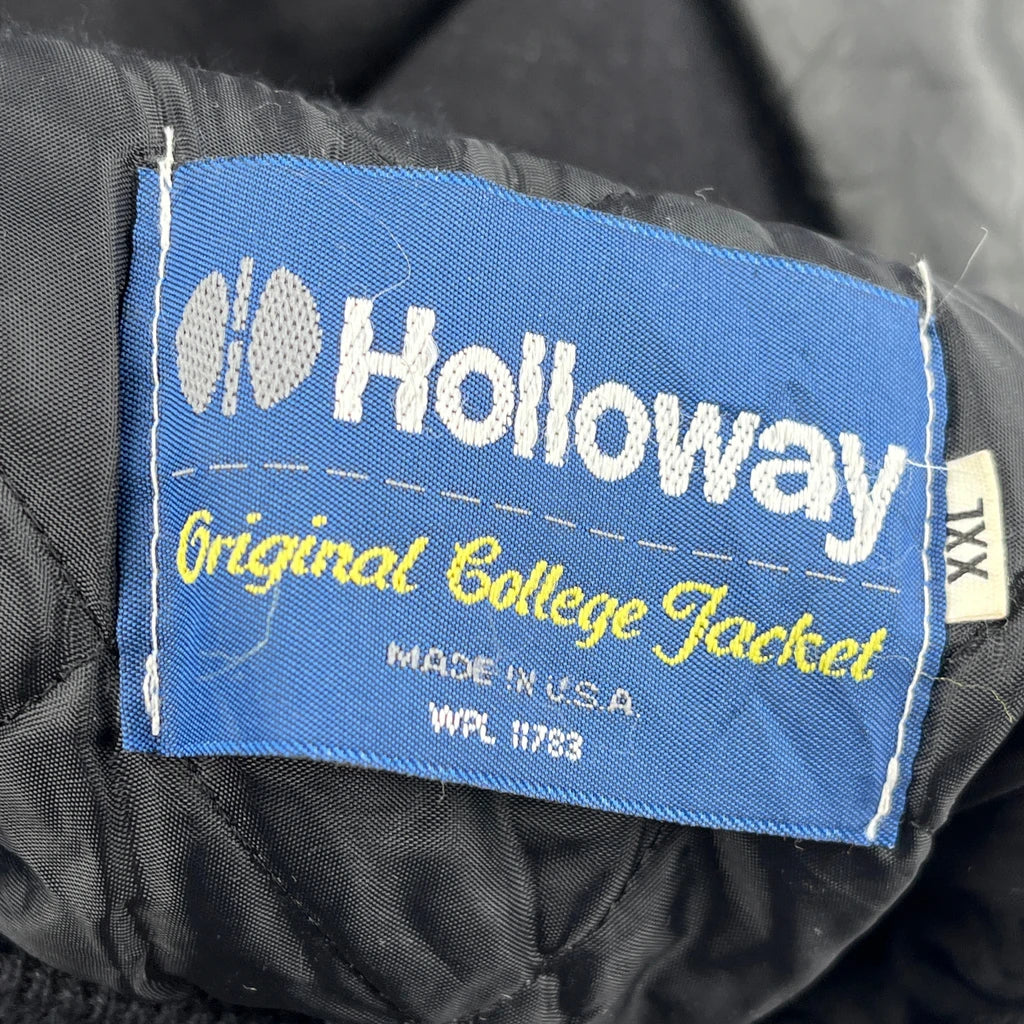 Holloway
Original College Jacket
MADE IN U.S.A.
WPL 11783
XXL